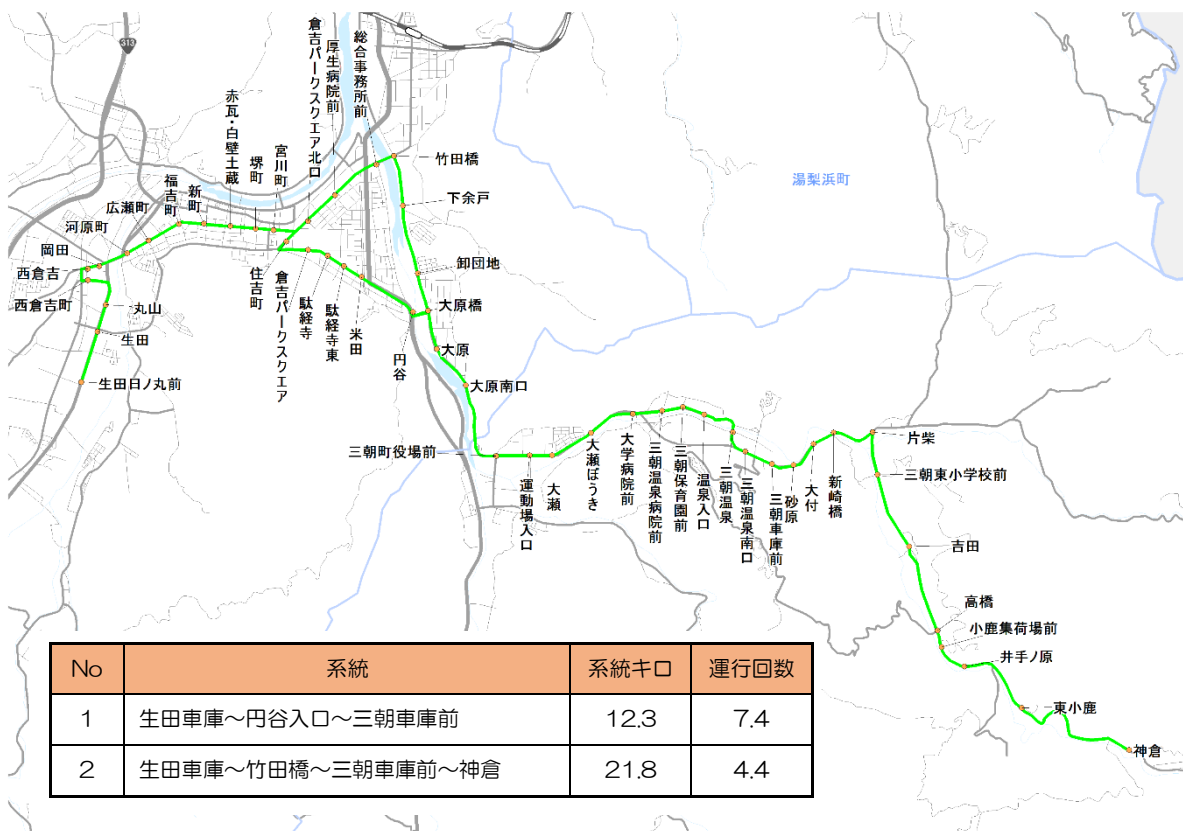 313
総合事務所前
厚生病院前
倉吉パークスクエア北口
宮川町
堺町
赤瓦・白壁土蔵
新町
福吉町
広瀬町
河原町
岡田
西倉吉
西倉吉町
丸山
生田
生田日ノ丸前
竹田橋
下余戸
卸団地
大原橋
大原
大原南口
住吉町
倉吉パークスクエア
駄経寺
駄経寺東
米田
円谷
湯梨浜町
三朝町役場前
運動場入口
大瀬
大瀬ぼうき
大学病院前
三朝温泉病院前
三朝保育園前
温泉入口
三朝温泉
三朝温泉南口
三朝車庫前
砂原
大付
新崎橋
片柴
三朝東小学校前
吉田
高橋
小鹿集荷場前
井手ノ原
東小鹿
神倉
No 系統 系統キロ 運行回数
1 生田車庫～円谷入口～三朝車庫前 12.3 7.4
2 生田車庫～竹田橋～三朝車庫前～神倉 21.8 4.4